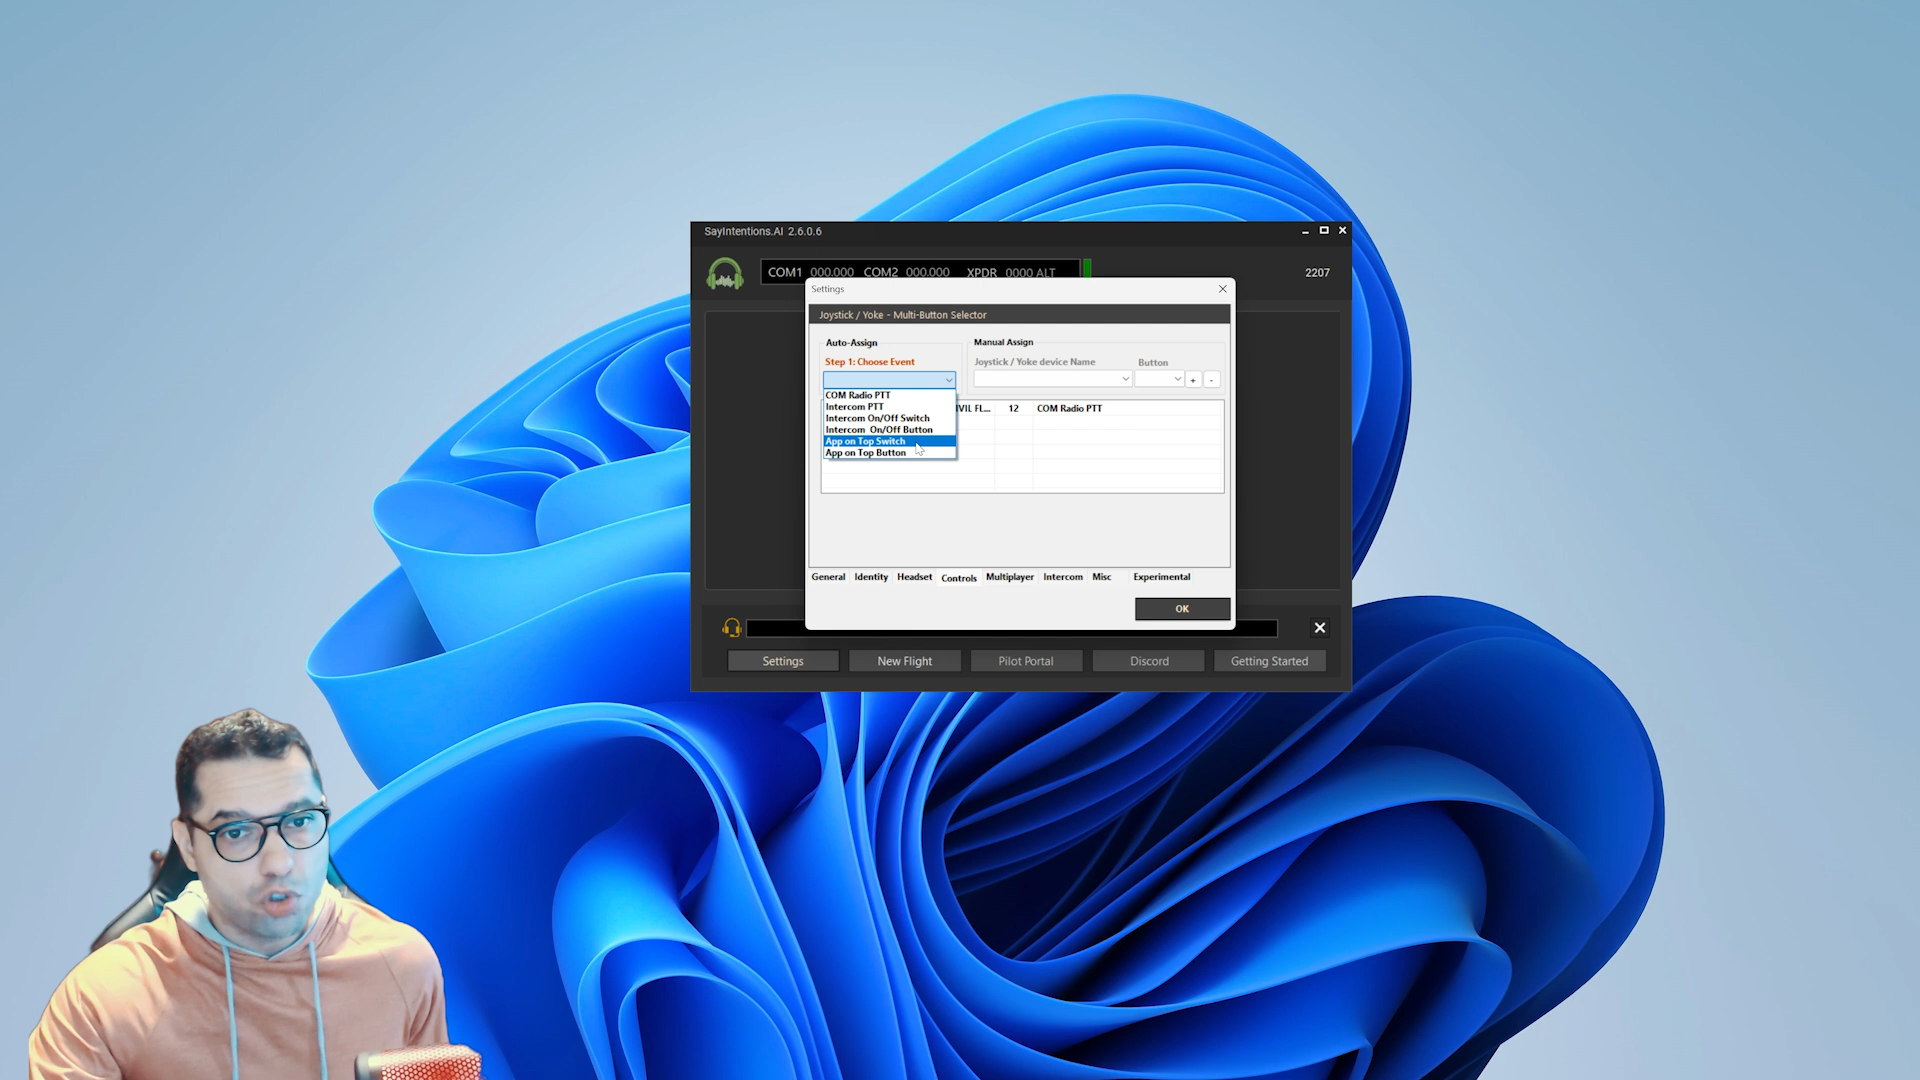 SayIntentions.AI 2.6.0.6
COM1 000.000 COM2 000.000 XPDR 0000 ALT
2207
Settings
Joystick / Yoke - Multi-Button Selector
Auto-Assign
Manual Assign
Step 1: Choose Event
Joystick / Yoke device Name
Button
+
-
COM Radio PTT
Intercom PTT
Intercom On/Off Switch
Intercom On/Off Button
App on Top Switch
App on Top Button
IVIL FL... 12 COM Radio PTT
General Identity Headset Controls Multiplayer Intercom Misc Experimental
OK
Settings New Flight Pilot Portal Discord Getting Started